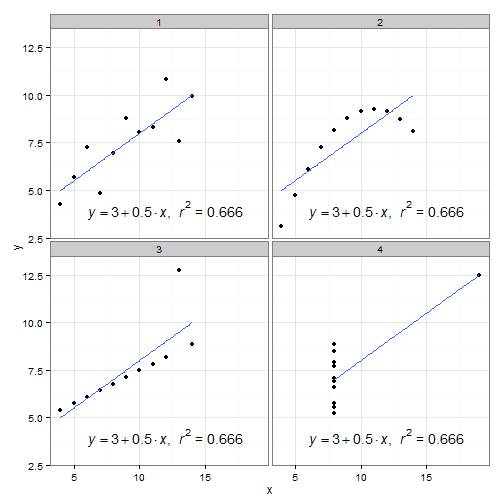 1 2
12.5
10.0
7.5
5.0
2.5
y = 3 + 0.5 · x, r² = 0.666 y = 3 + 0.5 · x, r² = 0.666
y
3 4
12.5
10.0
7.5
5.0
2.5
y = 3 + 0.5 · x, r² = 0.666 y = 3 + 0.5 · x, r² = 0.666
5 10 15 5 10 15
x